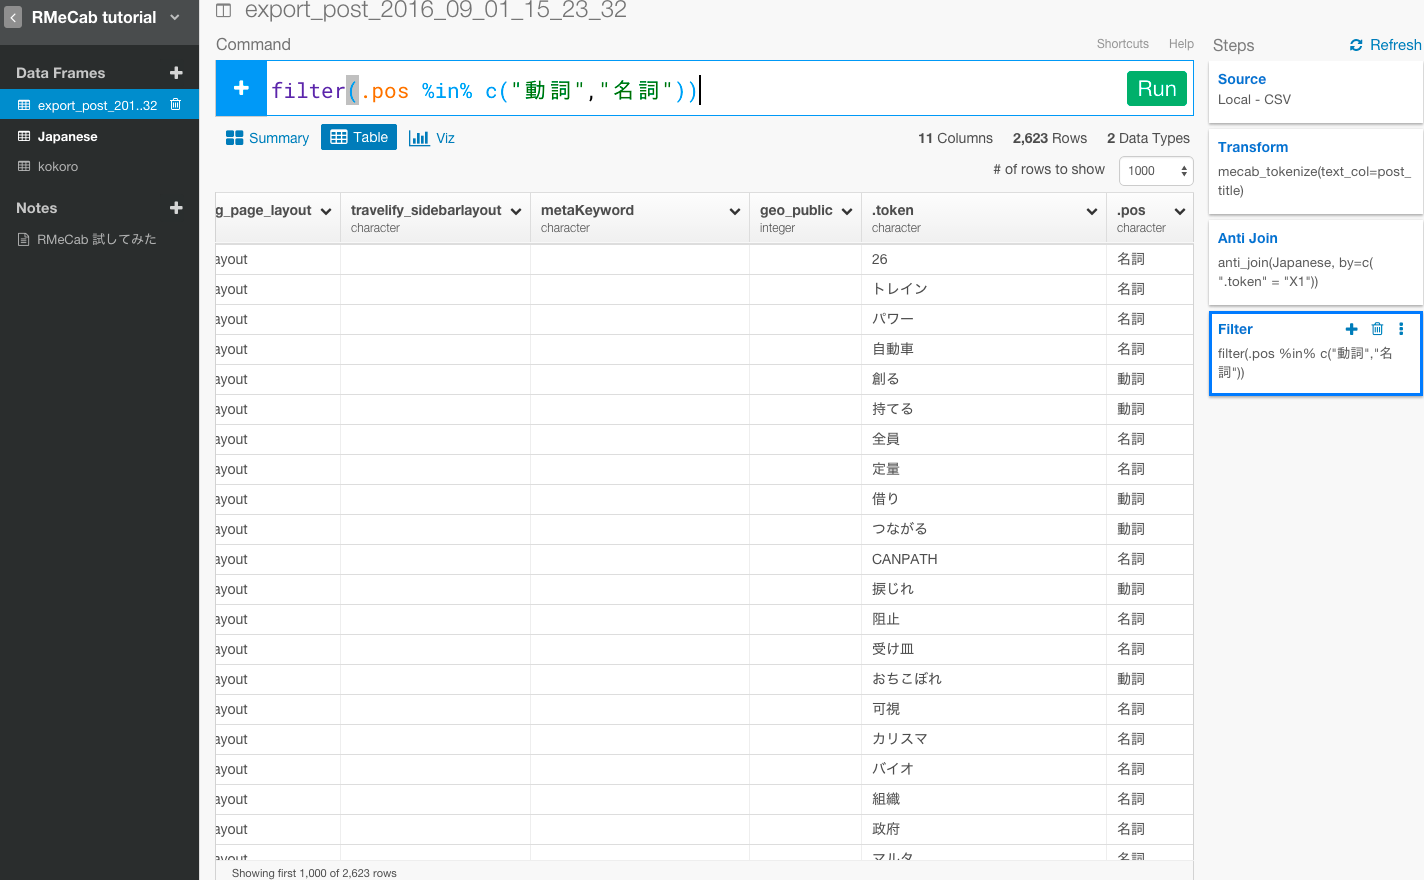 RMeCab tutorial
Data Frames
export_post_201..32
Japanese
kokoro
Notes
RMeCab 試してみた
export_post_2016_09_01_15_23_32
Command
Shortcuts Help
filter(.pos %in% c("動詞","名詞"))
Run
Summary Table Viz
11 Columns 2,623 Rows 2 Data Types
# of rows to show 1000
g_page_layout travelify_sidebarlayout metaKeyword geo_public .token .pos
character character integer character character
ayout 26 名詞
ayout トレイン 名詞
ayout パワー 名詞
ayout 自動車 名詞
ayout 創る 動詞
ayout 持てる 動詞
ayout 全員 名詞
ayout 定量 名詞
ayout 借り 動詞
ayout つながる 動詞
ayout CANPATH 名詞
ayout 捩じれ 動詞
ayout 阻止 名詞
ayout 受け皿 名詞
ayout おちこぼれ 動詞
ayout 可視 名詞
ayout カリスマ 名詞
ayout バイオ 名詞
ayout 組織 名詞
ayout 政府 名詞
ayout マルタ 名詞
Showing first 1,000 of 2,623 rows
Steps
Refresh
Source
Local - CSV
Transform
mecab_tokenize(text_col=post_
title)
Anti Join
anti_join(Japanese, by=c(
".token" = "X1"))
Filter
filter(.pos %in% c("動詞","名
詞"))